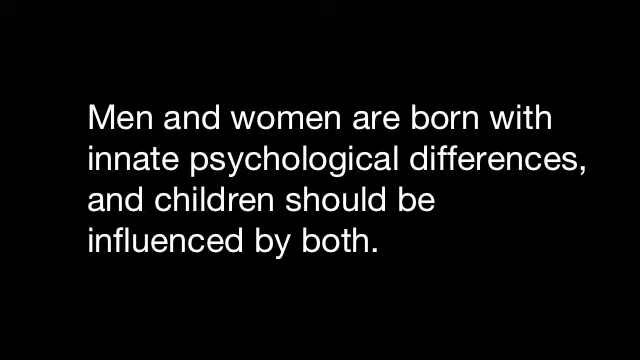 Men and women are born with
innate psychological differences,
and children should be
influenced by both.